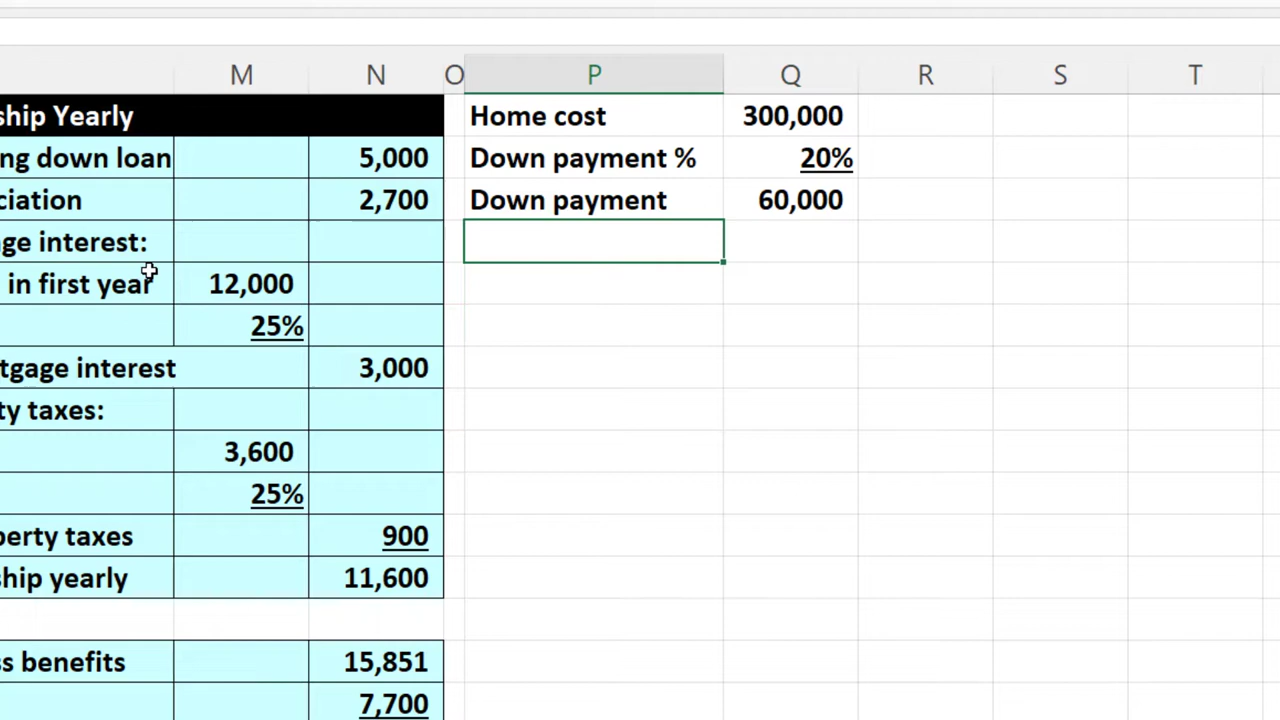 M N O P Q R S T
ship Yearly Home cost 300,000
ng down loan 5,000 Down payment % 20%
ciation 2,700 Down payment 60,000
ge interest:
in first year 12,000
25%
tgage interest 3,000
ty taxes:
3,600
25%
perty taxes 900
ship yearly 11,600
ss benefits 15,851
7,700